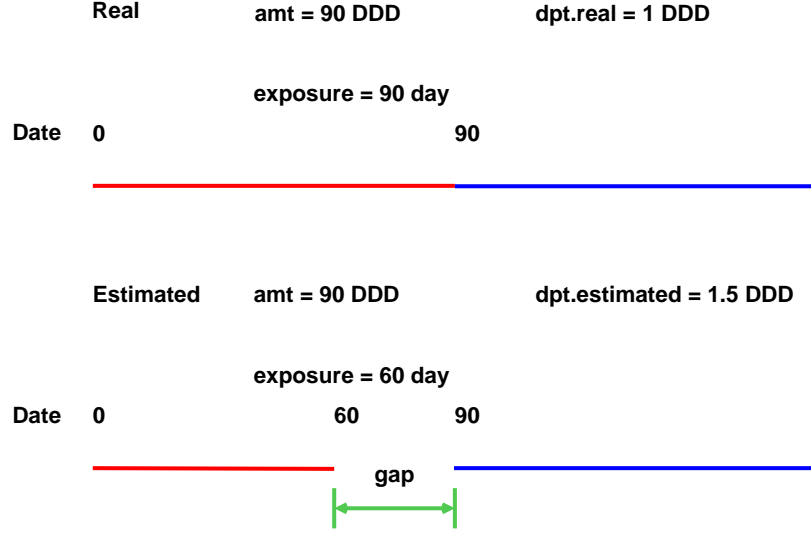 Real amt = 90 DDD dpt.real = 1 DDD
exposure = 90 day
Date 0 90
Estimated amt = 90 DDD dpt.estimated = 1.5 DDD
exposure = 60 day
Date 0 60 90
gap